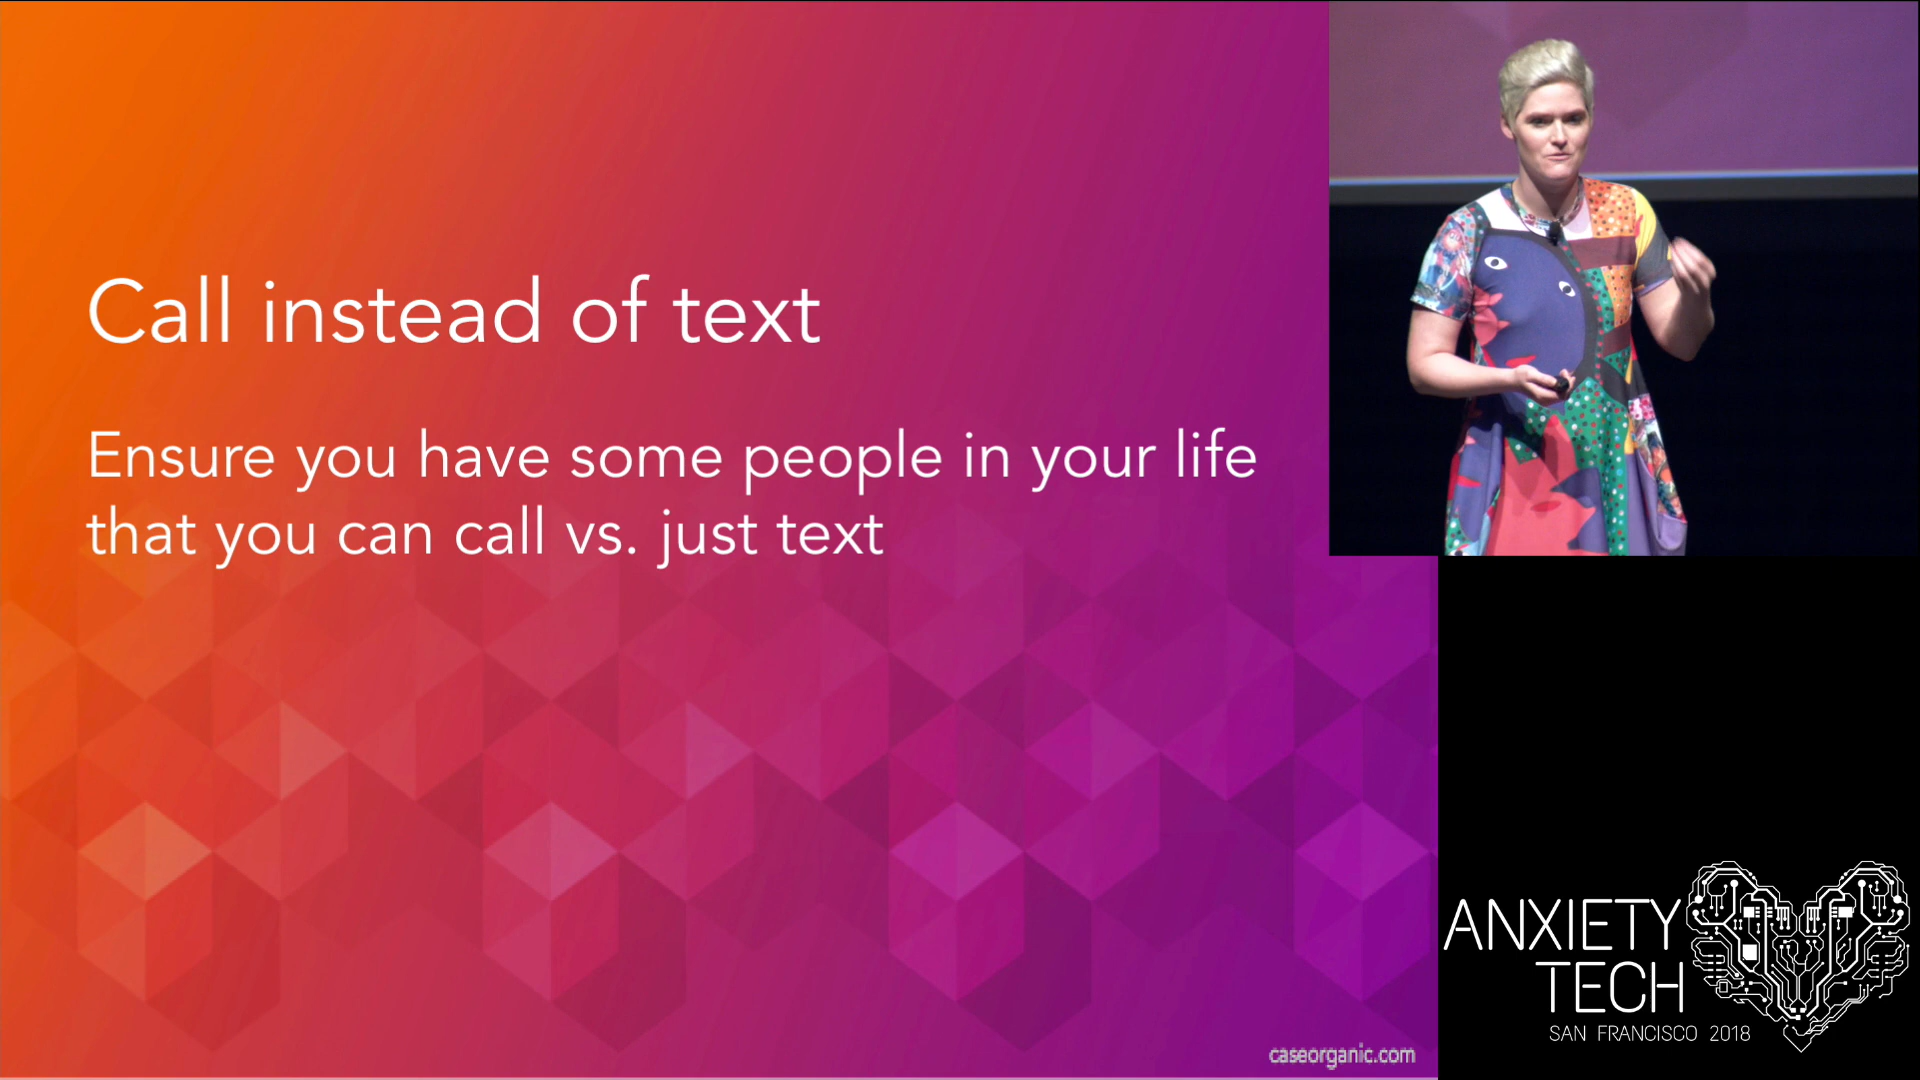 Call instead of text
Ensure you have some people in your life
that you can call vs. just text
caseorganic.com
ANXIETY
TECH
SAN FRANCISCO 2018